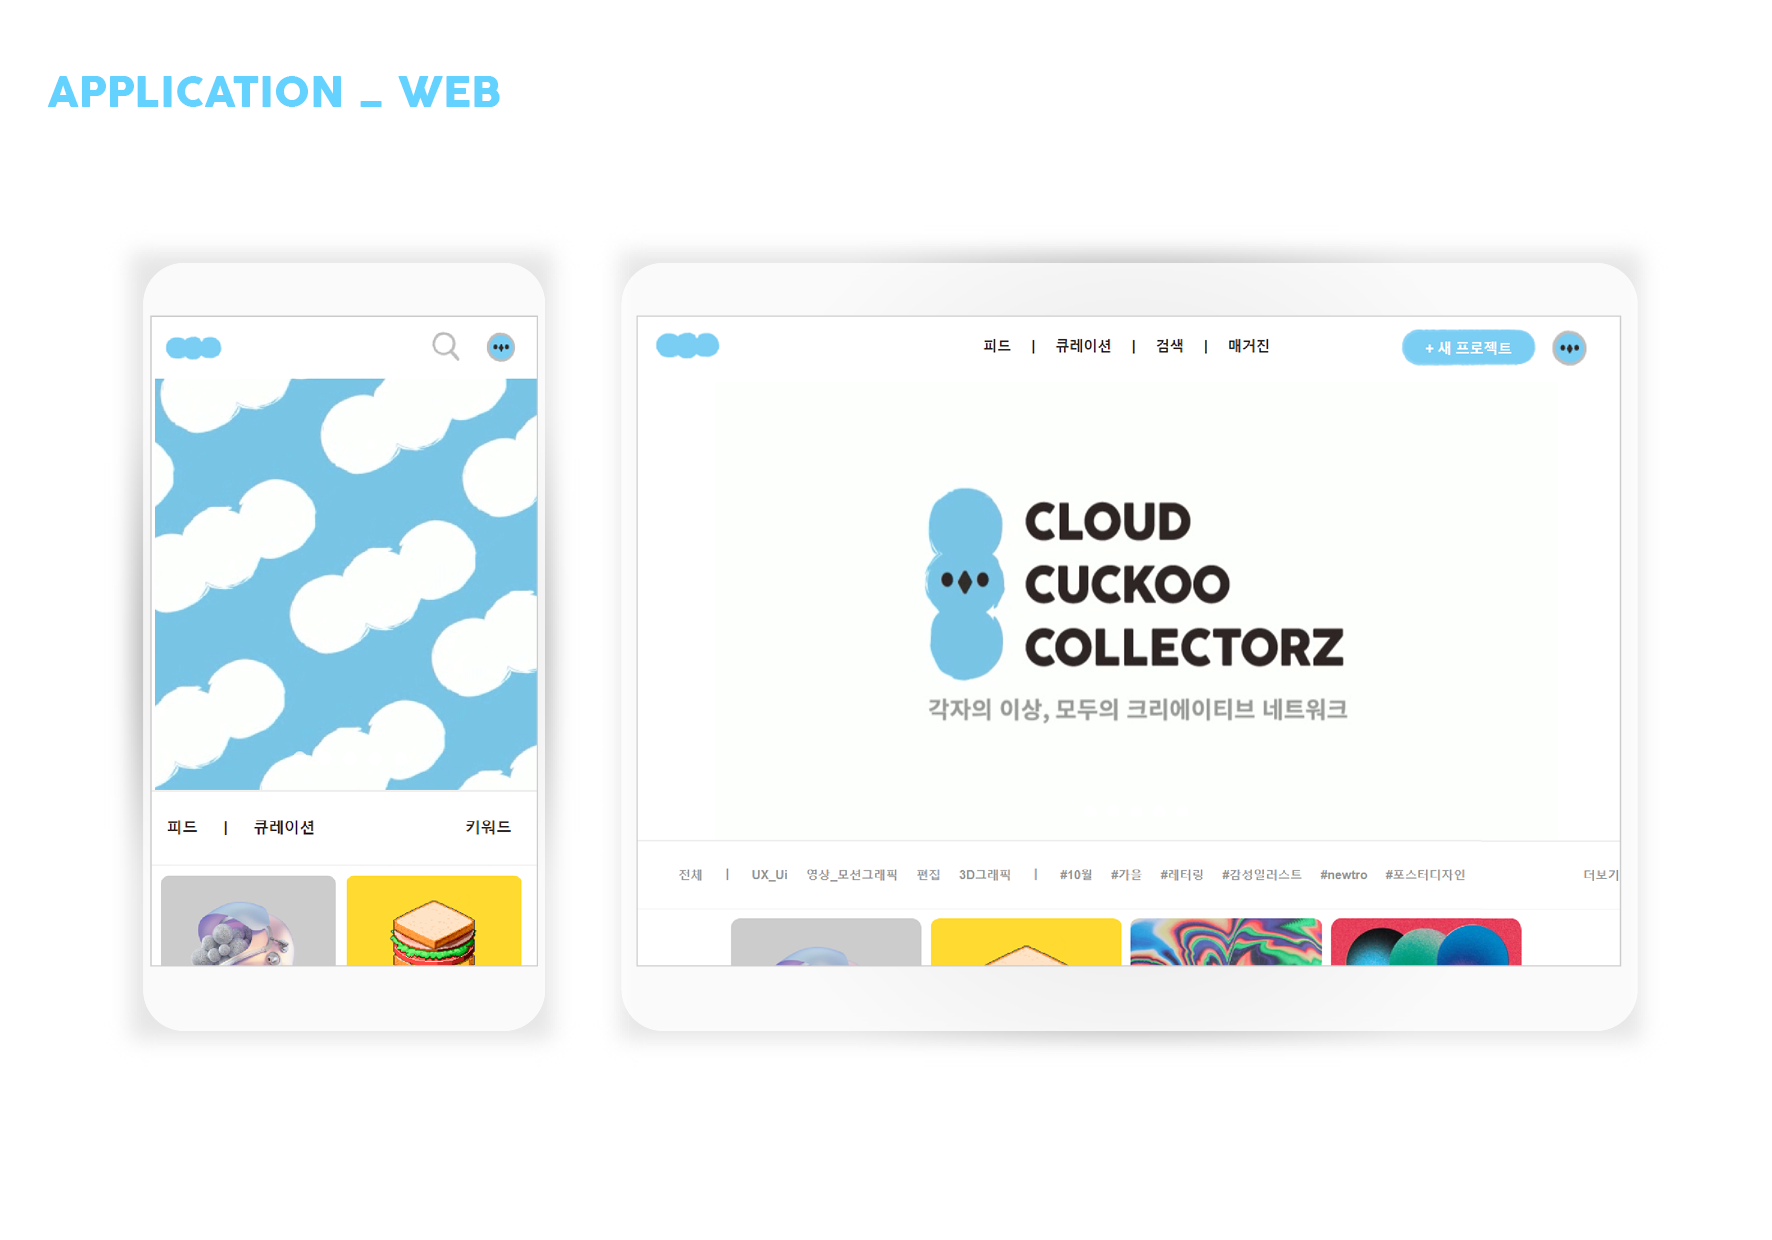 APPLICATION _ WEB
피드 | 큐레이션 키워드
피드 | 큐레이션 | 검색 | 매거진 + 새 프로젝트
CLOUD
CUCKOO
COLLECTORZ
각자의 이상, 모두의 크리에이티브 네트워크
전체 | UX_Ui 영상_모션그래픽 편집 3D그래픽 | #10월 #가을 #레터링 #감성일러스트 #newtro #포스터디자인 더보기